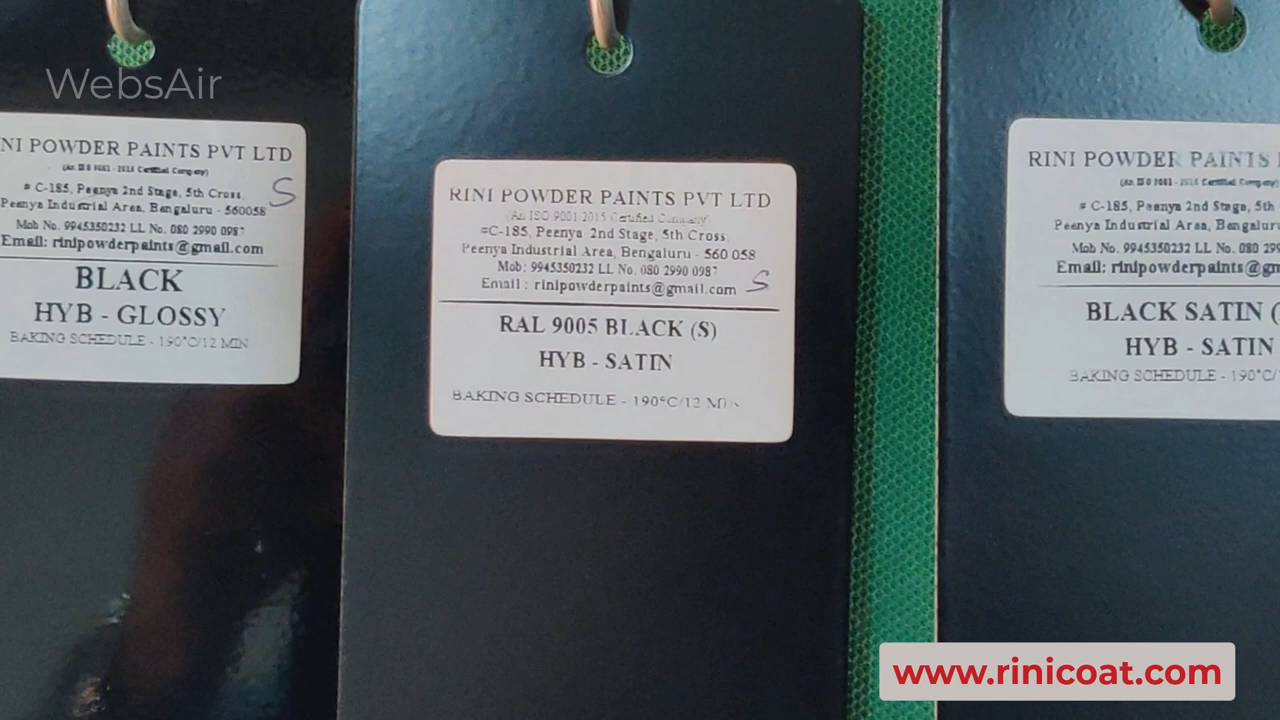 WebsAir
NI POWDER PAINTS PVT LTD
(An ISO 9001 - 2015 Certified Company)
# C-185, Peenya 2nd Stage, 5th Cross,
Peenya Industrial Area, Bengaluru - 560058
S
Mob No. 9945350232 LL No. 080 2990 0987
Email: rinipowderpaints@gmail.com
BLACK
HYB - GLOSSY
BAKING SCHEDULE - 190°C/12 MIN
RINI POWDER PAINTS PVT LTD
(An ISO 9001 2015 Certified Company)
#C-185, Peenya 2nd Stage, 5th Cross,
Peenya Industrial Area, Bengaluru - 560 058
Mob: 9945350232 LL No. 080 2990 0987
Email : rinipowderpaints@gmail.com
S
RAL 9005 BLACK (S)
HYB - SATIN
BAKING SCHEDULE - 190°C/12
RINI POWDER PAINTS
(An ISO 9001 - 2015 Certified Company)
# C-185, Peenya 2nd Stage, 5th
Peenya Industrial Area, Bengaluru
Mob No. 9945350232 LL No. 080 299
Email: rinipowderpaints@g
BLACK SATIN (
HYB - SATIN
BAKING SCHEDULE - 190°C/
www.rinicoat.com